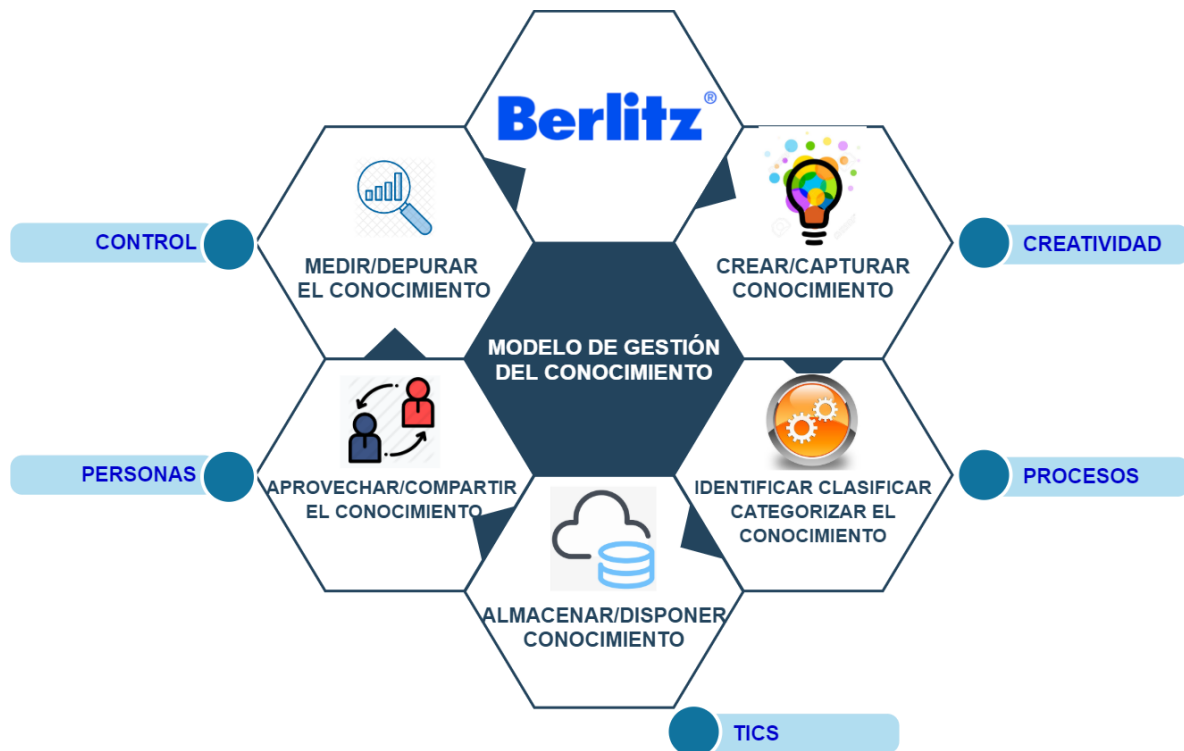 Berlitz®
MEDIR/DEPURAR
EL CONOCIMIENTO
CREAR/CAPTURAR
CONOCIMIENTO
CONTROL
CREATIVIDAD
MODELO DE GESTIÓN
DEL CONOCIMIENTO
PERSONAS
APROVECHAR/COMPARTIR
EL CONOCIMIENTO
IDENTIFICAR CLASIFICAR
CATEGORIZAR EL
CONOCIMIENTO
PROCESOS
ALMACENAR/DISPONER
CONOCIMIENTO
TICS